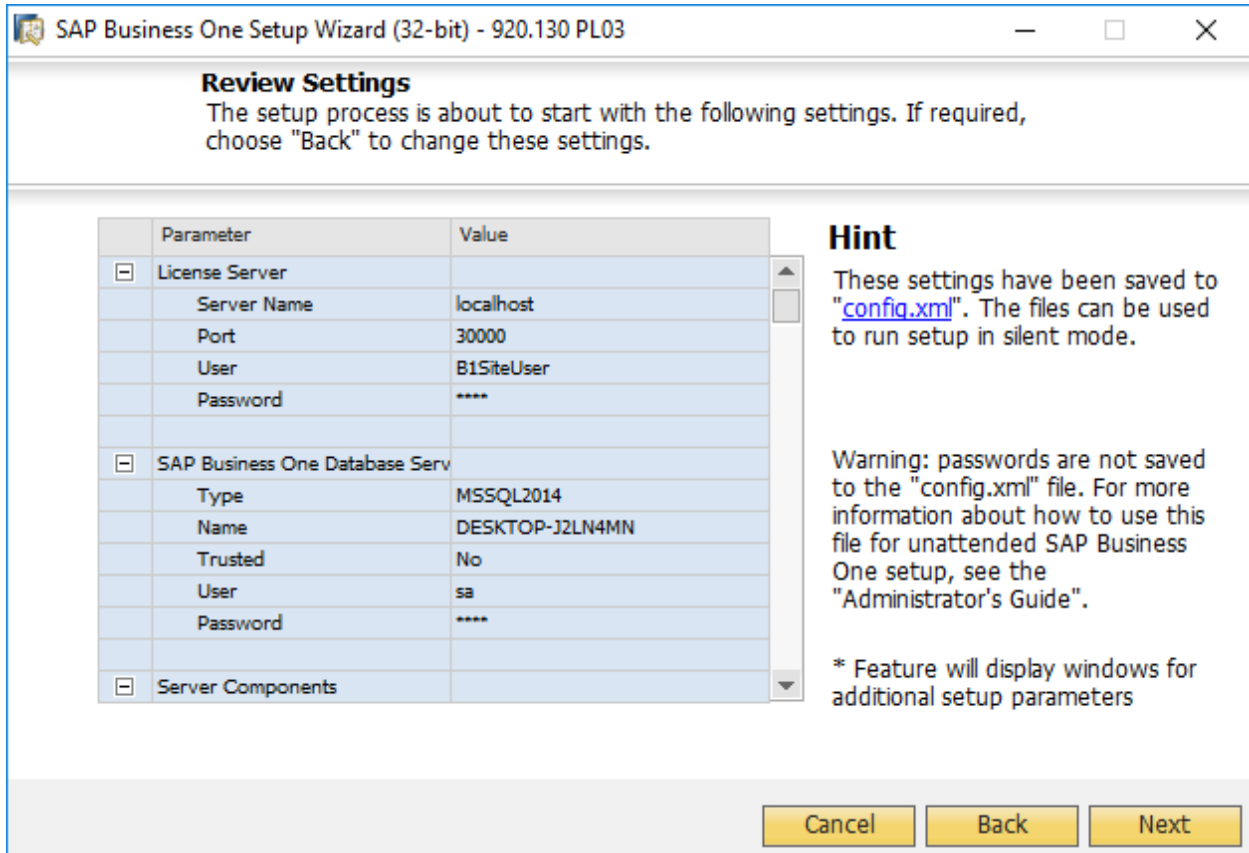 SAP Business One Setup Wizard (32-bit) - 920.130 PL03
Review Settings
The setup process is about to start with the following settings. If required,
choose "Back" to change these settings.
Parameter Value
License Server
Server Name localhost
Port 30000
User B1SiteUser
Password ****
SAP Business One Database Serv
Type MSSQL2014
Name DESKTOP-J2LN4MN
Trusted No
User sa
Password ****
Server Components
Hint
These settings have been saved to
"config.xml". The files can be used
to run setup in silent mode.
Warning: passwords are not saved
to the "config.xml" file. For more
information about how to use this
file for unattended SAP Business
One setup, see the
"Administrator's Guide".
* Feature will display windows for
additional setup parameters
Cancel Back Next